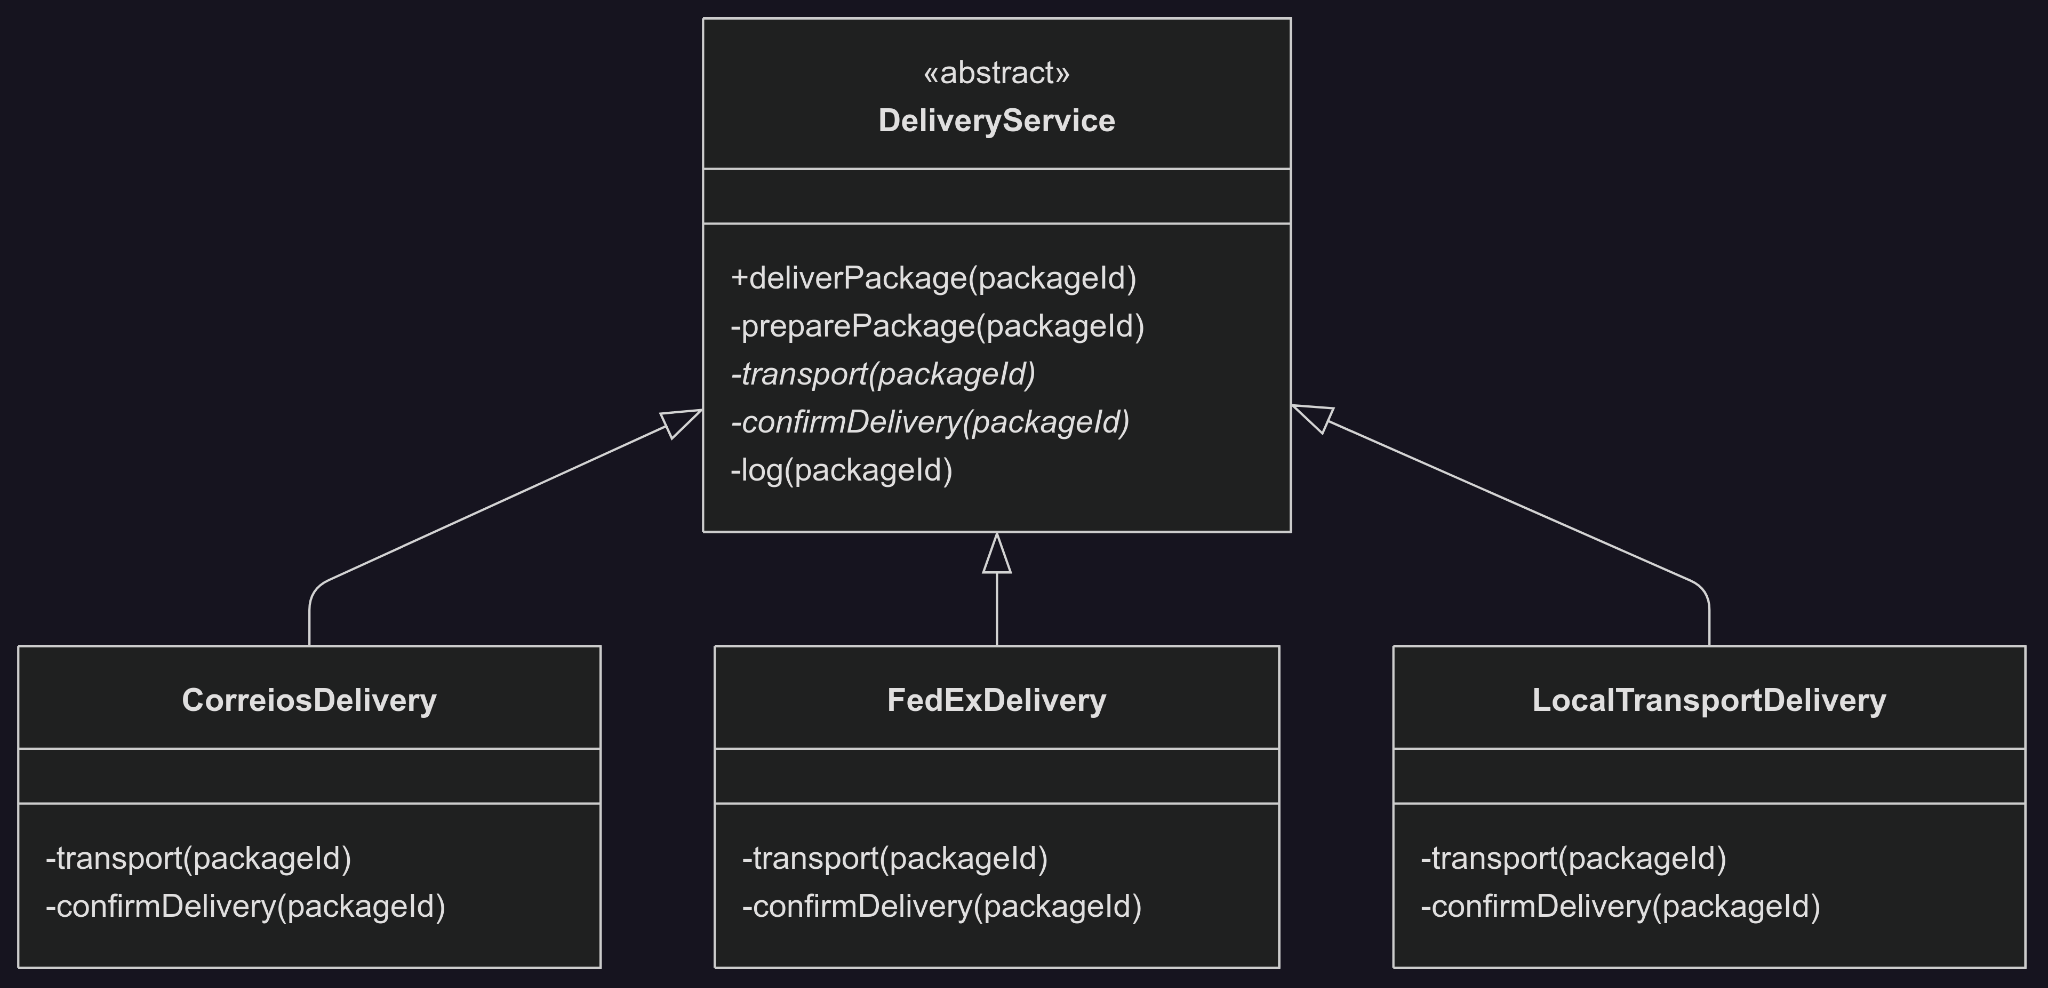 «abstract»
DeliveryService
+deliverPackage(packageId)
-preparePackage(packageId)
-transport(packageId)
-confirmDelivery(packageId)
-log(packageId)
CorreiosDelivery
-transport(packageId)
-confirmDelivery(packageId)
FedExDelivery
-transport(packageId)
-confirmDelivery(packageId)
LocalTransportDelivery
-transport(packageId)
-confirmDelivery(packageId)